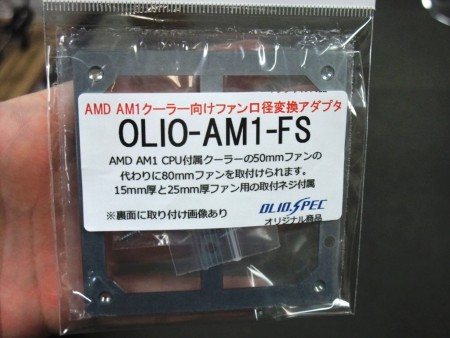 AMD AM1クーラー向けファン口径変換アダプタ
OLIO-AM1-FS
AMD AM1 CPU付属クーラーの50mmファンの
代わりに80mmファンを取付けられます。
15mm厚と25mm厚ファン用の取付ネジ付属
※裏面に取り付け画像あり
OLIO SPEC
オリジナル商品